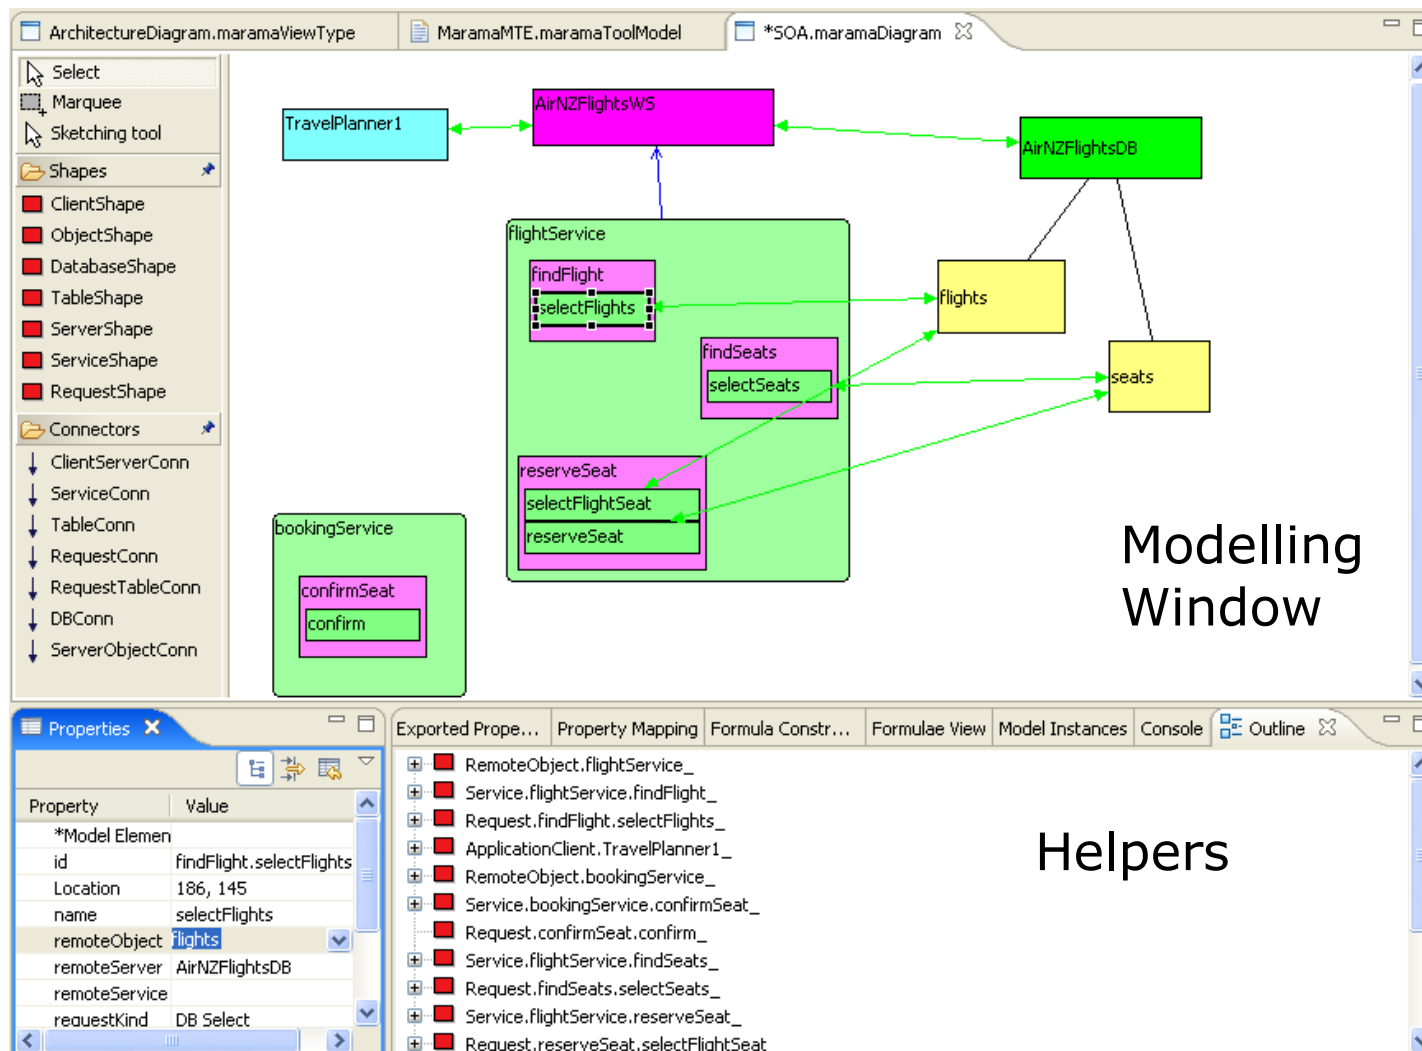 ArchitectureDiagram.maramaViewType
MaramaMTE.maramaToolModel
*SOA.maramaDiagram
Select
Marquee
Sketching tool
Shapes
ClientShape
ObjectShape
DatabaseShape
TableShape
ServerShape
ServiceShape
RequestShape
Connectors
ClientServerConn
ServiceConn
TableConn
RequestConn
RequestTableConn
DBConn
ServerObjectConn
TravelPlanner1
AirNZFlightsWS
AirNZFlightsDB
flightService
findFlight
selectFlights
flights
findSeats
selectSeats
seats
reserveSeat
selectFlightSeat
reserveSeat
bookingService
confirmSeat
confirm
Modelling
Window
Properties
Property Value
*Model Elemen
id findFlight.selectFlights
Location 186, 145
name selectFlights
remoteObject flights
remoteServer AirNZFlightsDB
remoteService
requestKind DB Select
Exported Prope... Property Mapping Formula Constr... Formulae View Model Instances Console Outline
RemoteObject.flightService_
Service.flightService.findFlight_
Request.findFlight.selectFlights_
ApplicationClient.TravelPlanner1_
RemoteObject.bookingService_
Service.bookingService.confirmSeat_
Request.confirmSeat.confirm_
Service.flightService.findSeats_
Request.findSeats.selectSeats_
Service.flightService.reserveSeat_
Request.reserveSeat.selectFlightSeat
Helpers